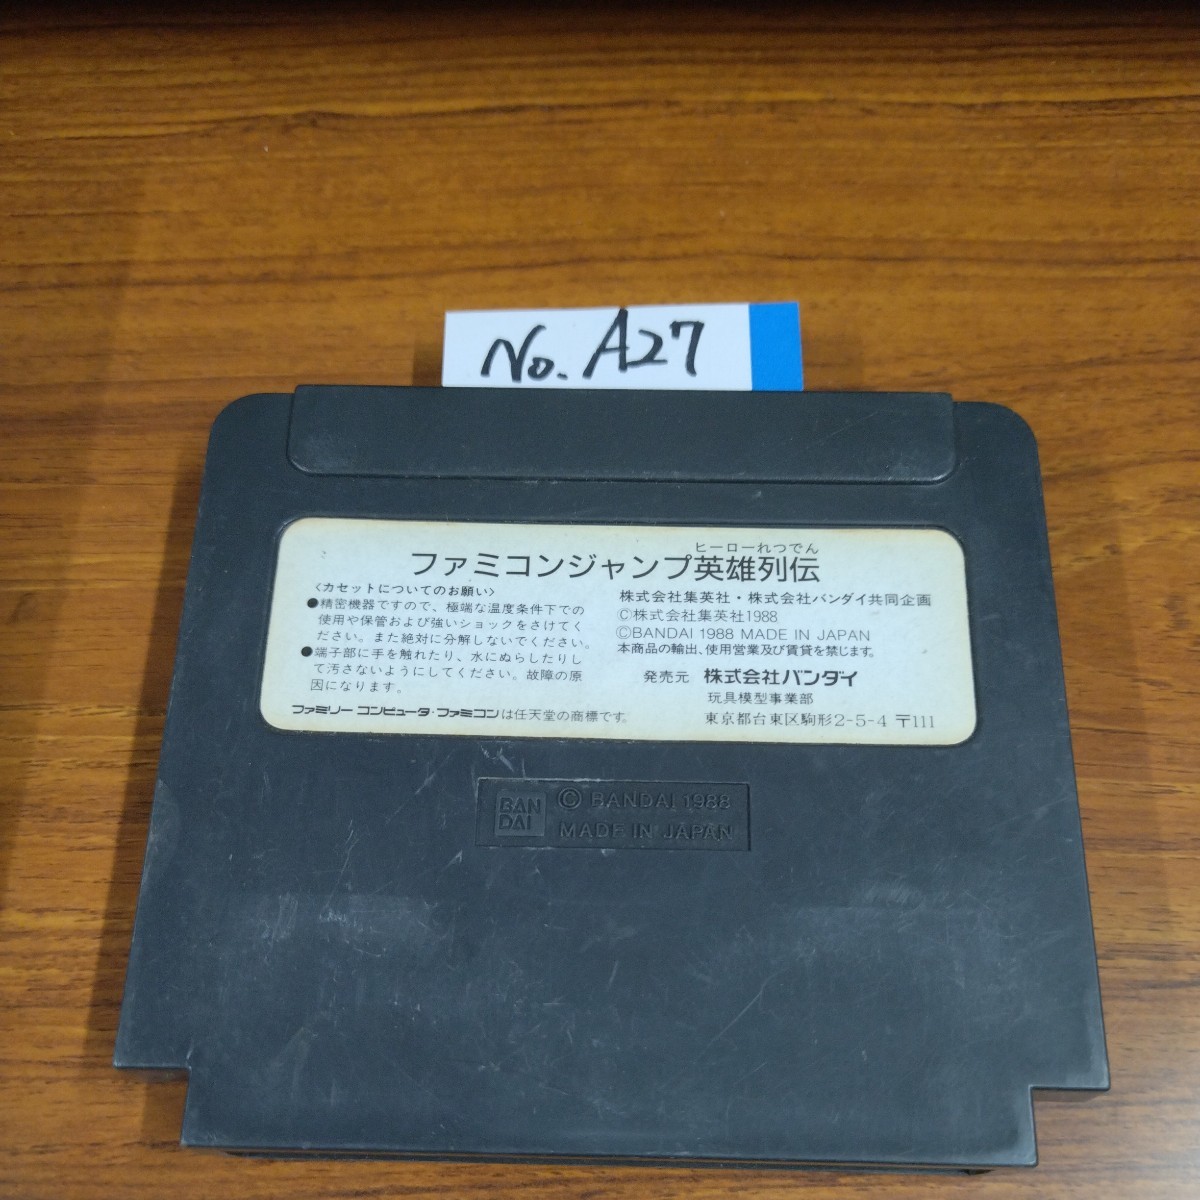 No. A27
ヒーローれつでん
ファミコンジャンプ英雄列伝
〈カセットについてのお願い〉
●精密機器ですので、極端な温度条件下での
使用や保管および強いショックをさけてく
ださい。また絶対に分解しないでください。
●端子部に手を触れたり、水にぬらしたりし
て汚さないようにしてください。故障の原
因になります。
ファミリー コンピュータ・ファミコンは任天堂の商標です。
株式会社集英社・株式会社バンダイ共同企画
©株式会社集英社1988
©BANDAI 1988 MADE IN JAPAN
本商品の輸出、使用営業及び賃貸を禁じます。
発売元 株式会社バンダイ
玩具模型事業部
東京都台東区駒形2-5-4 〒111
BAN
DAI
© BANDAI 1988
MADE IN JAPAN